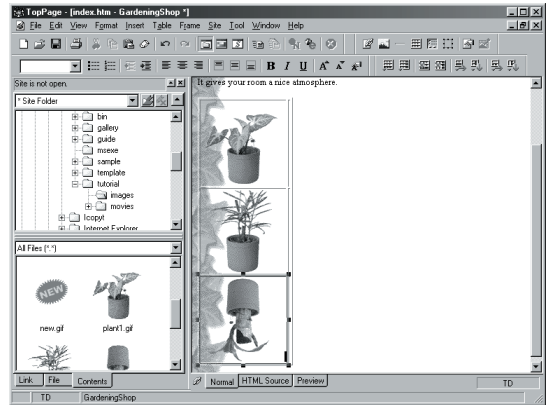 TopPage - [index.htm - GardeningShop *]
File Edit View Format Insert Table Frame Site Tool Window Help
B I U
Site is not open.
* Site Folder
bin
gallery
guide
msexe
sample
template
tutorial
images
movies
Icopyt
Internet Explorer
All Files (*.*)
NEW
new.gif
plant1.gif
Link File Contents
It gives your room a nice atmosphere.
Normal HTML Source Preview
TD
TD GardeningShop